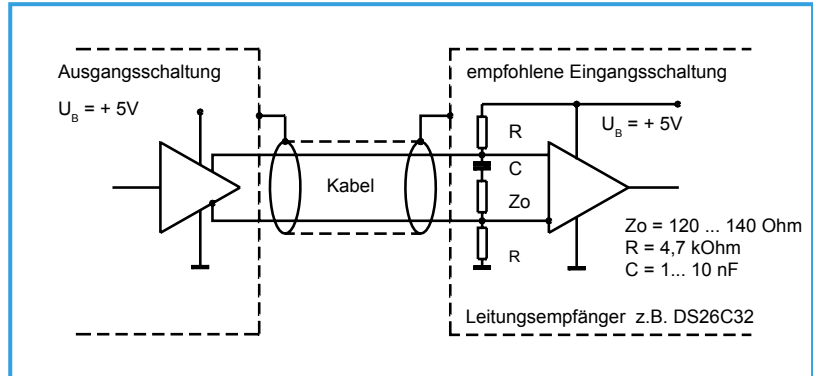 Ausgangsschaltung
U_B = + 5V
Kabel
empfohlene Eingangsschaltung
R
U_B = + 5V
C
Zo
R
Zo = 120 ... 140 Ohm
R = 4,7 kOhm
C = 1... 10 nF
Leitungsempfänger z.B. DS26C32